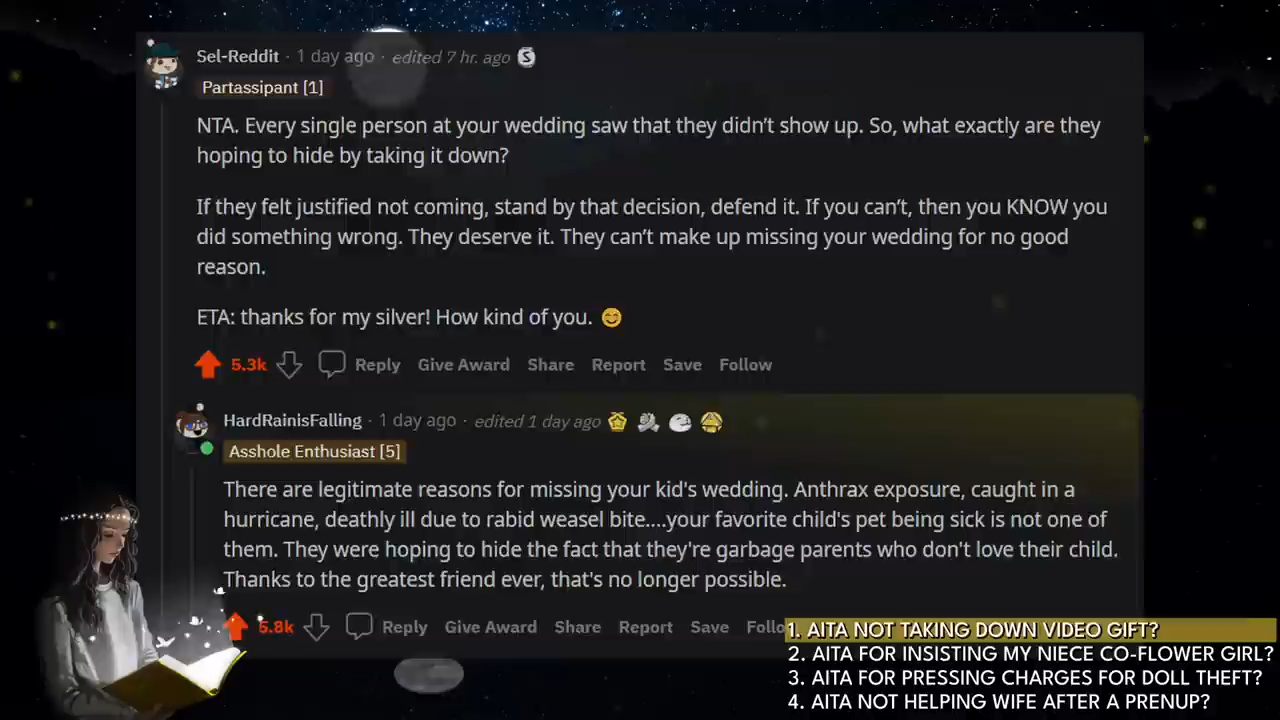 Sel-Reddit · 1 day ago · edited 7 hr. ago
Partassipant [1]
NTA. Every single person at your wedding saw that they didn't show up. So, what exactly are they
hoping to hide by taking it down?
If they felt justified not coming, stand by that decision, defend it. If you can't, then you KNOW you
did something wrong. They deserve it. They can't make up missing your wedding for no good
reason.
ETA: thanks for my silver! How kind of you. 😊
5.3k Reply Give Award Share Report Save Follow
HardRainisFalling · 1 day ago · edited 1 day ago
Asshole Enthusiast [5]
There are legitimate reasons for missing your kid's wedding. Anthrax exposure, caught in a
hurricane, deathly ill due to rabid weasel bite....your favorite child's pet being sick is not one of
them. They were hoping to hide the fact that they're garbage parents who don't love their child.
Thanks to the greatest friend ever, that's no longer possible.
5.8k Reply Give Award Share Report Save Follo
1. AITA NOT TAKING DOWN VIDEO GIFT?
2. AITA FOR INSISTING MY NIECE CO-FLOWER GIRL?
3. AITA FOR PRESSING CHARGES FOR DOLL THEFT?
4. AITA NOT HELPING WIFE AFTER A PRENUP?